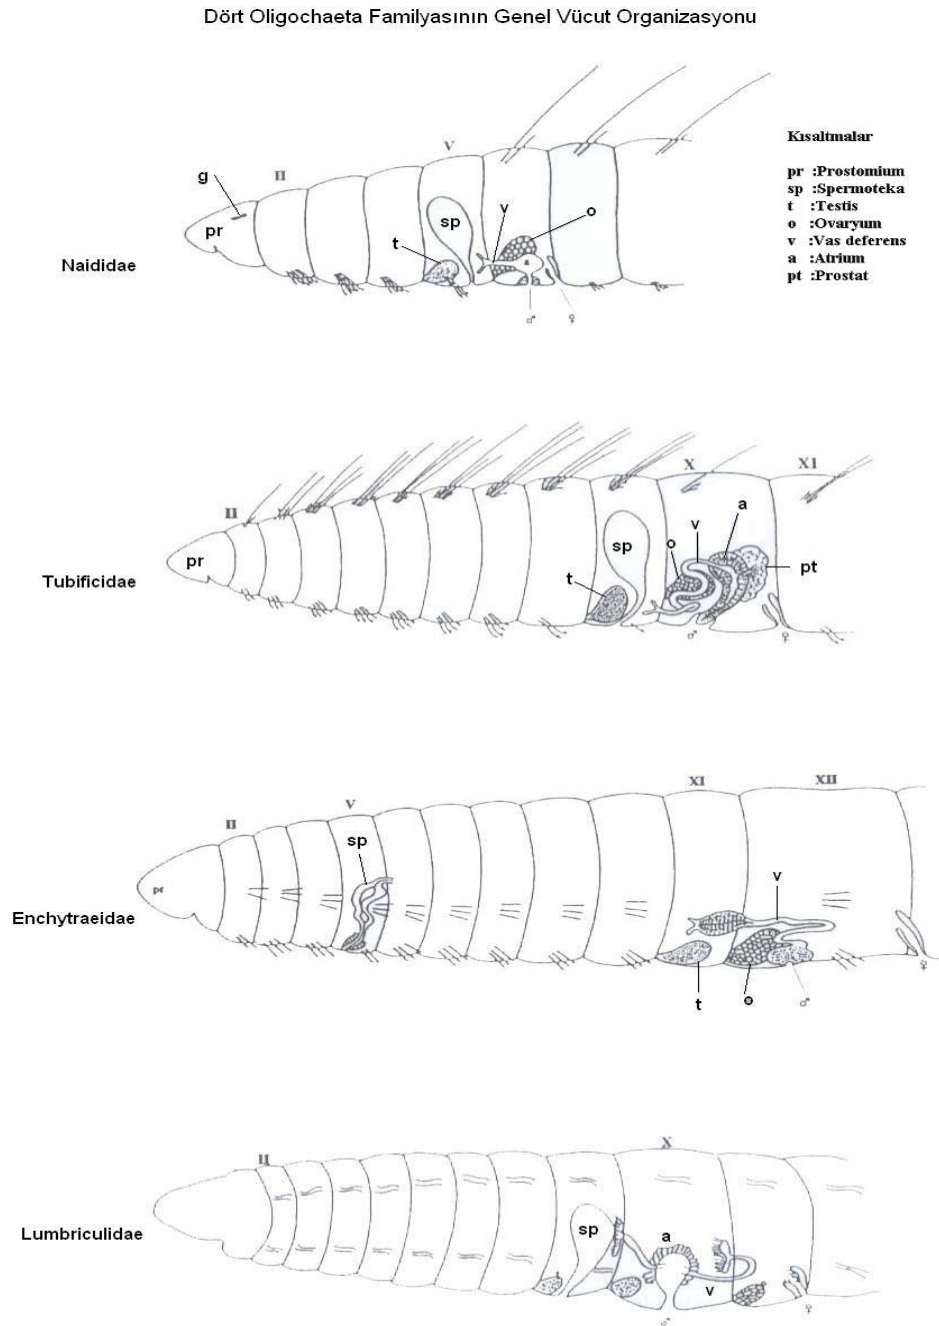 Dört Oligochaeta Familyasının Genel Vücut Organizasyonu
Kısaltmalar
pr :Prostomium
sp :Spermoteka
t :Testis
o :Ovaryum
v :Vas deferens
a :Atrium
pt :Prostat
g
II
V
pr
t
sp
v
o
a
Naididae
♂
♀
II
X
XI
pr
sp
t
o
v
a
pt
Tubificidae
♂
♀
II
V
XI
XII
pr
sp
v
Enchytraeidae
t
o
♂
♀
II
X
sp
a
v
Lumbriculidae
♂
♀